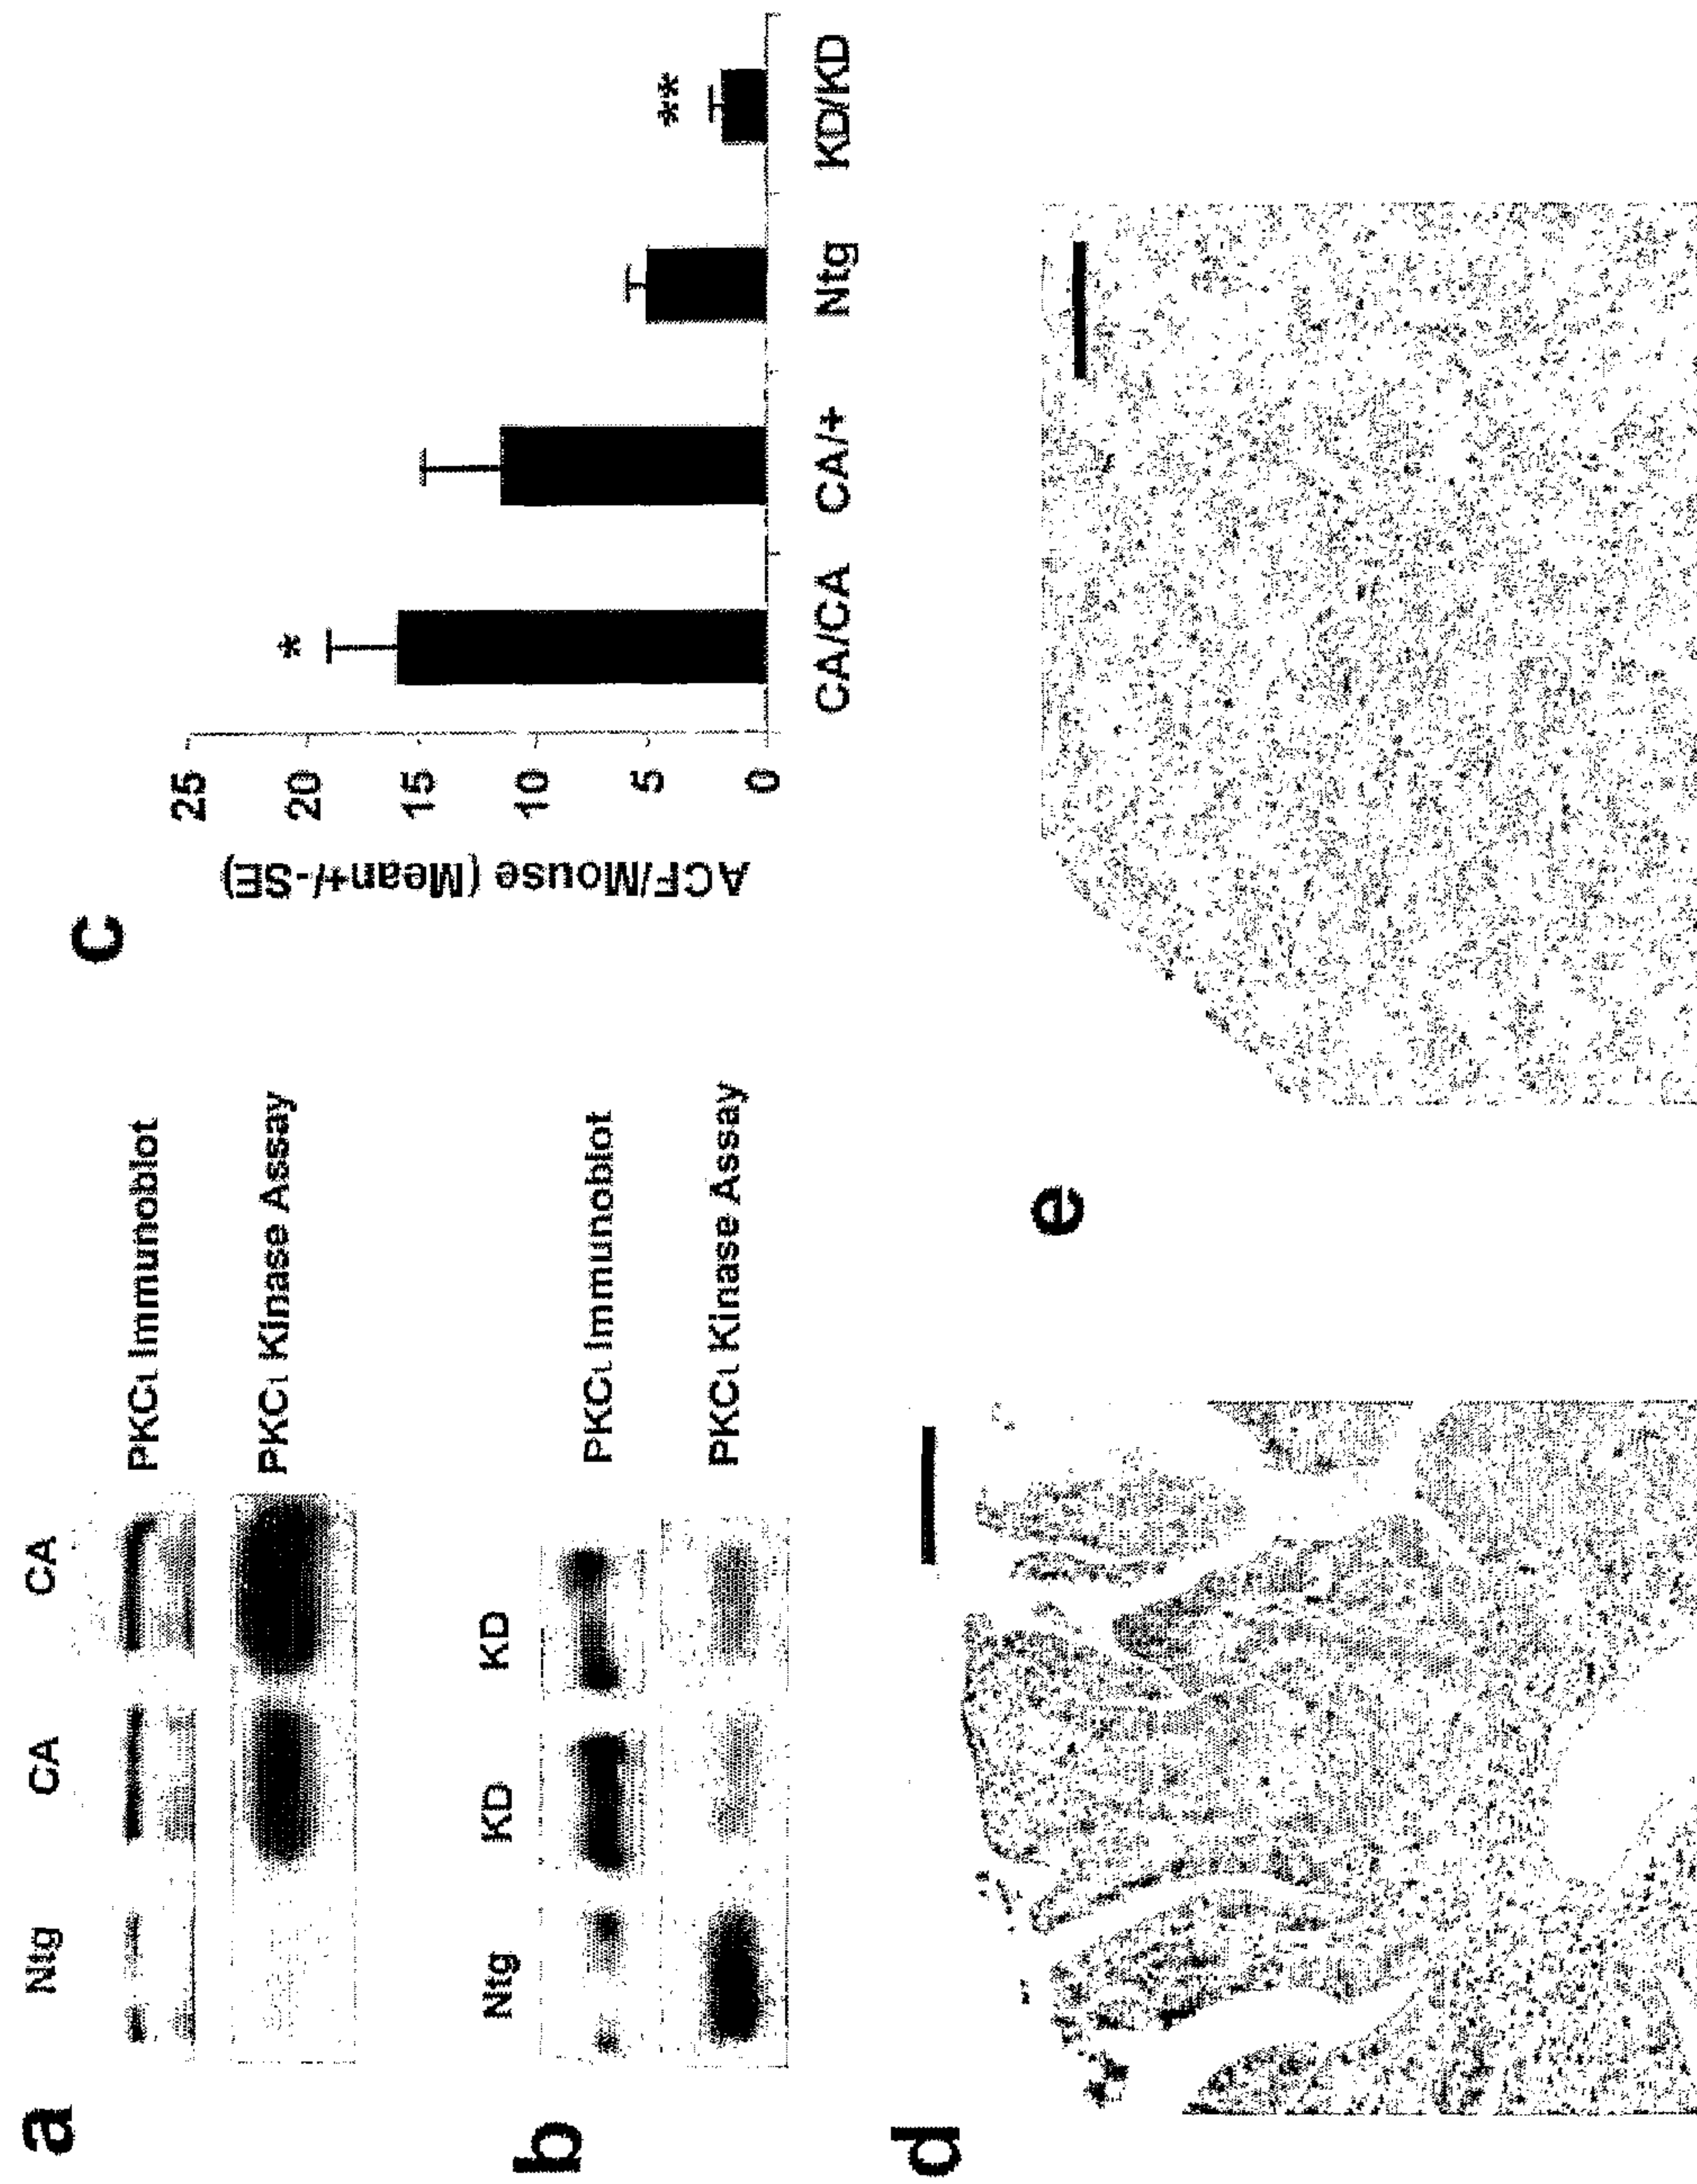 a
Ntg CA CA
PKCι Immunoblot
PKCι Kinase Assay
b
Ntg KD KD
PKCι Immunoblot
PKCι Kinase Assay
c
ACF/Mouse (Mean+/-SE)
25
20
15
10
5
0
* **
CA/CA CA/+ Ntg KD/KD
d
e